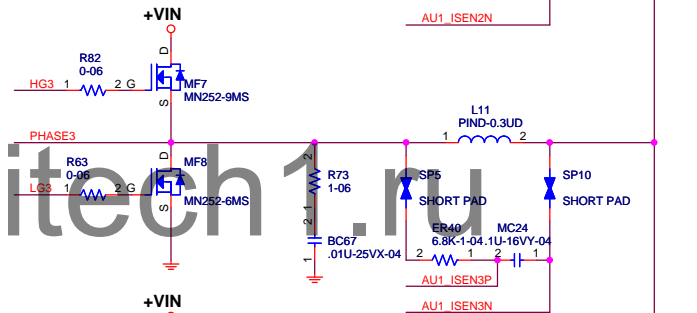 AU1_ISEN2N
+VIN
R82
0-06
HG3 1 2 G
D
S
MF7
MN252-9MS
L11
PIND-0.3UD
1 2
PHASE3
R63
0-06
LG3 1 2 G
D
S
MF8
MN252-6MS
2
R73
1-06
1
2
BC67
.01U-25VX-04
1
SP5
SHORT PAD
SP10
SHORT PAD
ER40
6.8K-1-04
MC24
.1U-16VY-04
2 1 2 1
AU1_ISEN3P
AU1_ISEN3N
+VIN
itech1.ru